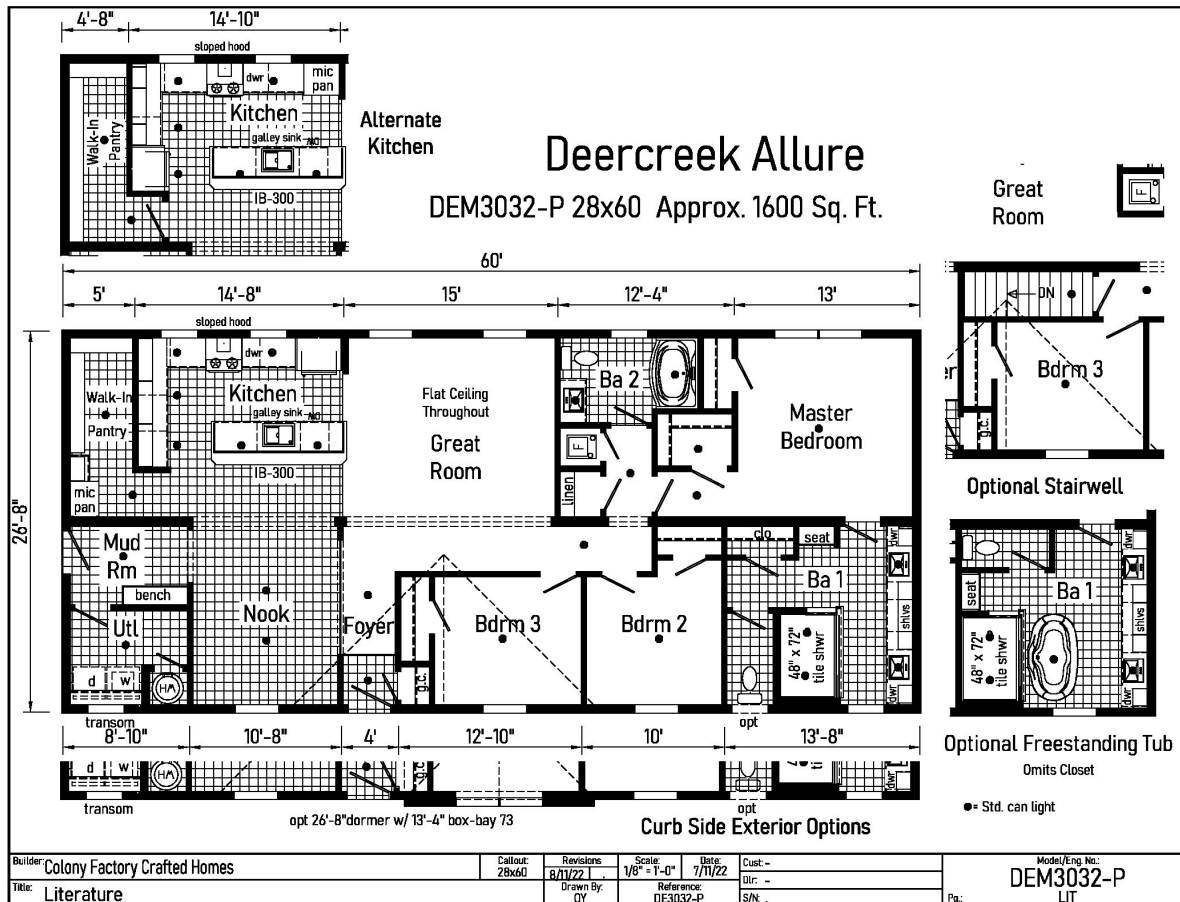 4'-8"
14'-10"
sloped hood
dwr
mic
pan
Kitchen
Walk-In
Pantry
galley sink
IB-300
Alternate
Kitchen
Deercreek Allure
DEM3032-P 28x60 Approx. 1600 Sq. Ft.
Great
Room
F
60'
5'
14'-8"
15'
12'-4"
13'
26'-8"
sloped hood
dwr
Kitchen
galley sink
IB-300
Walk-In
Pantry
mic
pan
Flat Ceiling
Throughout
Great
Room
Ba 2
F
linen
Master
Bedroom
Mud
Rm
bench
Utl
d
w
HW
Nook
Foyer
g.c.
Bdrm 3
Bdrm 2
clo
seat
Ba 1
dwr
shlvs
dwr
48" x 72"
tile shwr
transom
opt
8'-10"
10'-8"
4'
12'-10"
10'
13'-8"
d
w
HW
g.c.
transom
opt
opt 26'-8"dormer w/ 13'-4" box-bay 73
Curb Side Exterior Options
DN
Bdrm 3
er
g.c.
Optional Stairwell
dwr
seat
Ba 1
shlvs
48" x 72"
tile shwr
dwr
Optional Freestanding Tub
Omits Closet
= Std. can light
Builder: Colony Factory Crafted Homes
Title: Literature
Callout:
28x60
Revisions
8/11/22
Scale:
1/8" = 1'-0"
Date:
7/11/22
Drawn By:
OY
Reference:
DE3032-P
Cust: -
Dlr: -
S/N: .
Model/Eng. No.:
DEM3032-P
Pg.:
LIT